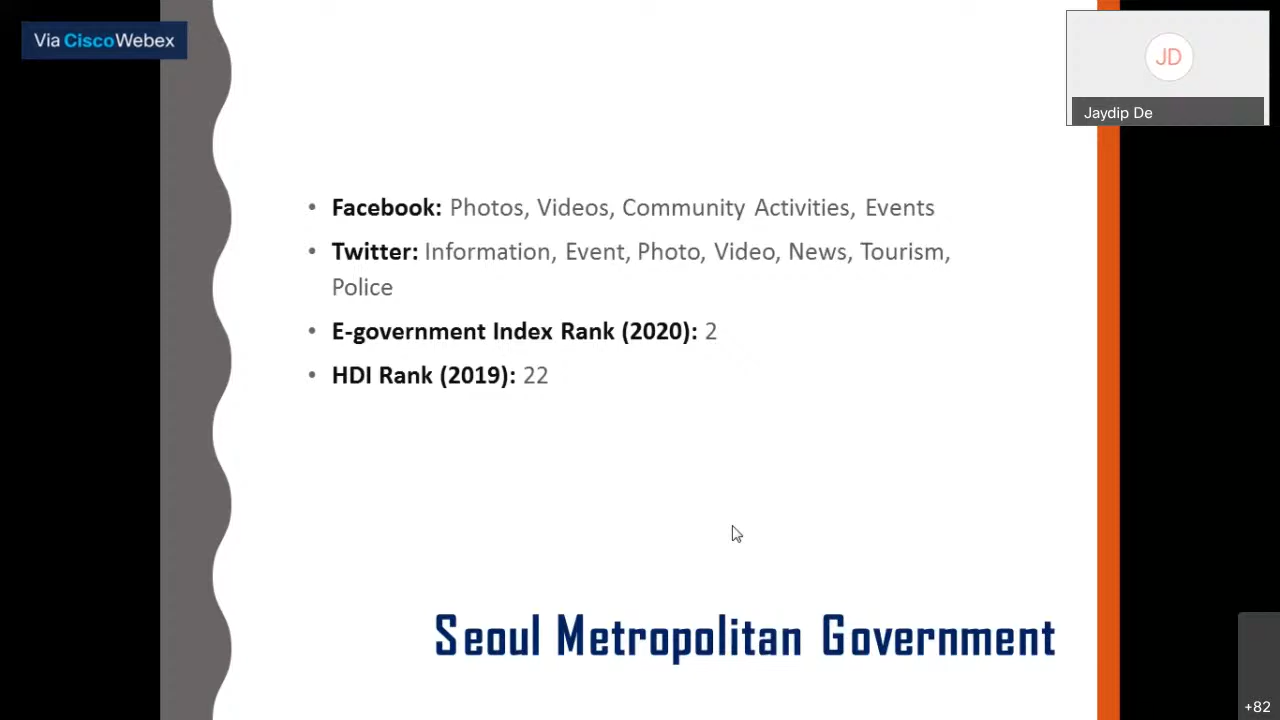 Via CiscoWebex
JD
Jaydip De
• Facebook: Photos, Videos, Community Activities, Events
• Twitter: Information, Event, Photo, Video, News, Tourism,
Police
• E-government Index Rank (2020): 2
• HDI Rank (2019): 22
Seoul Metropolitan Government
+82